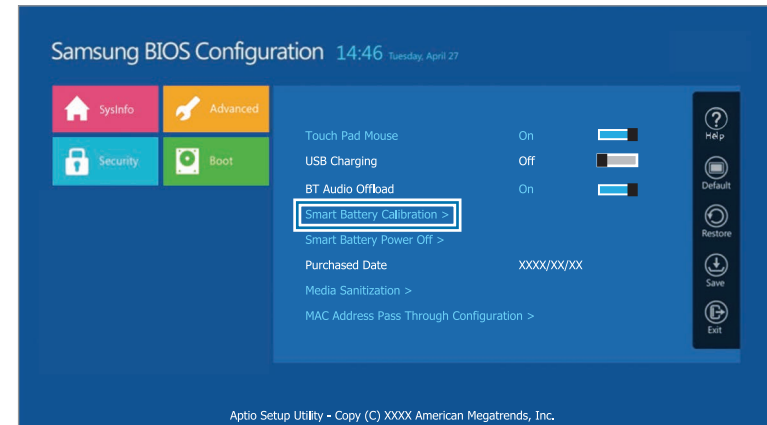 Samsung BIOS Configuration 14:46 Tuesday, April 27
SysInfo
Advanced
Security
Boot
Touch Pad Mouse On
USB Charging Off
BT Audio Offload On
Smart Battery Calibration >
Smart Battery Power Off >
Purchased Date XXXX/XX/XX
Media Sanitization >
MAC Address Pass Through Configuration >
Help
Default
Restore
Save
Exit
Aptio Setup Utility - Copy (C) XXXX American Megatrends, Inc.